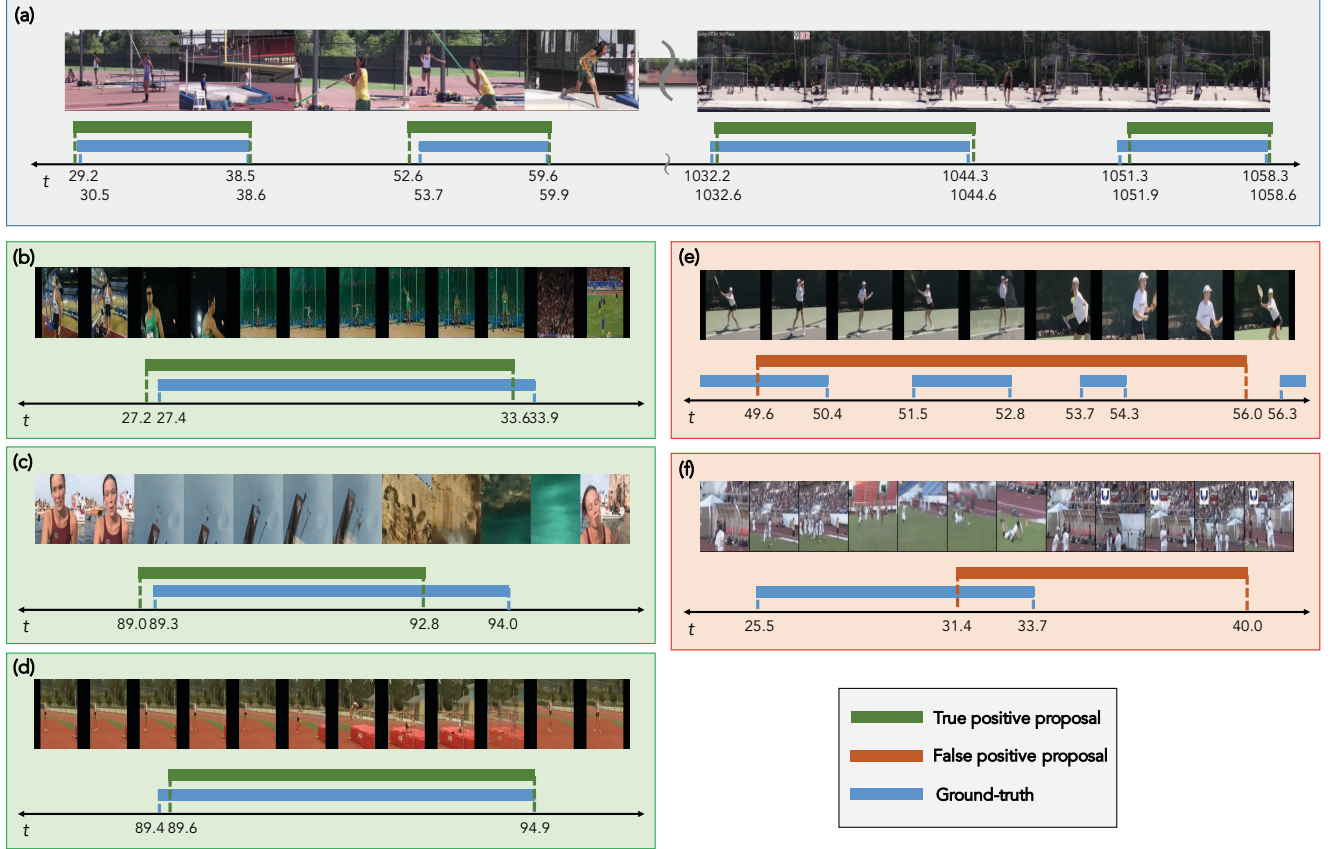 (a)
t
29.2 38.5 52.6 59.6 1032.2 1044.3 1051.3 1058.3
30.5 38.6 53.7 59.9 1032.6 1044.6 1051.9 1058.6
(b)
t
27.2 27.4 33.6 33.9
(c)
t
89.0 89.3 92.8 94.0
(d)
t
89.4 89.6 94.9
(e)
t
49.6 50.4 51.5 52.8 53.7 54.3 56.0 56.3
(f)
t
25.5 31.4 33.7 40.0
True positive proposal
False positive proposal
Ground-truth